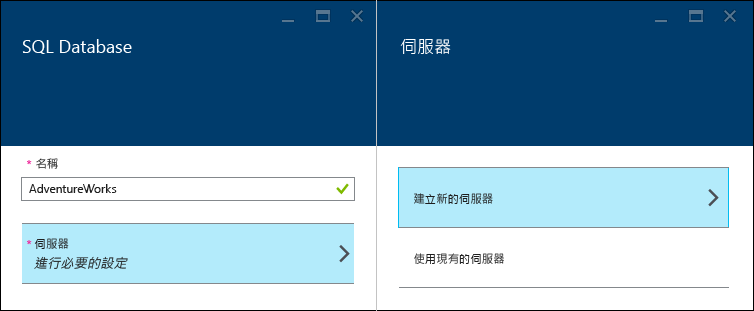 SQL Database
* 名稱
AdventureWorks
* 伺服器
進行必要的設定
伺服器
建立新的伺服器
使用現有的伺服器